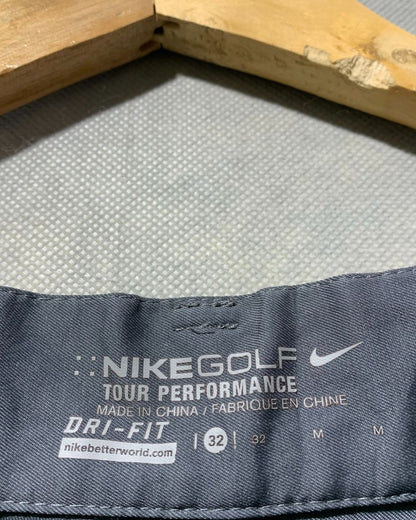 NIKEGOLF
TOUR PERFORMANCE
MADE IN CHINA / FABRIQUE EN CHINE
DRI-FIT
nikebetterworld.com
| 32 | 32 M M